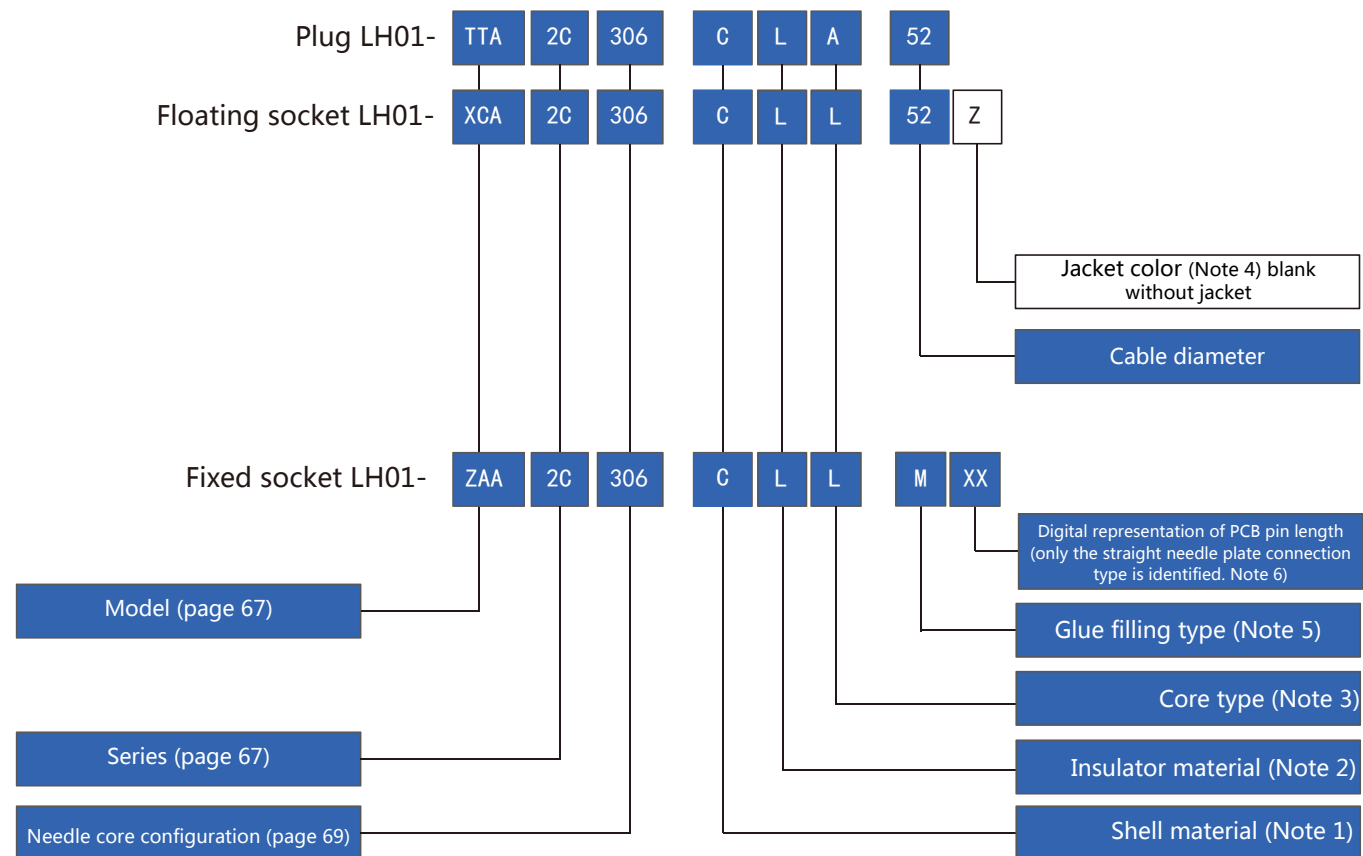 Plug LH01- TTA 2C 306 C L A 52
Floating socket LH01- XCA 2C 306 C L L 52 Z
Jacket color (Note 4) blank
without jacket
Cable diameter
Fixed socket LH01- ZAA 2C 306 C L L M XX
Digital representation of PCB pin length
(only the straight needle plate connection
type is identified. Note 6)
Model (page 67)
Glue filling type (Note 5)
Core type (Note 3)
Series (page 67)
Insulator material (Note 2)
Needle core configuration (page 69)
Shell material (Note 1)